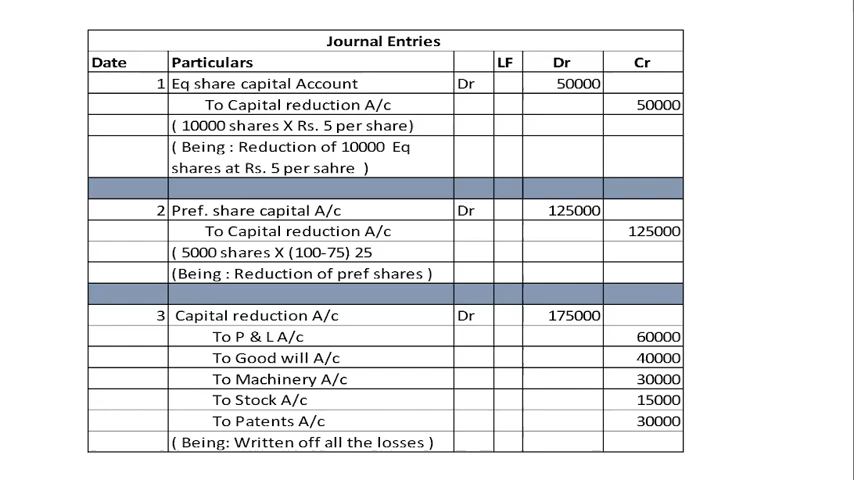 Journal Entries
Date Particulars LF Dr Cr
1 Eq share capital Account Dr 50000
To Capital reduction A/c 50000
( 10000 shares X Rs. 5 per share)
( Being : Reduction of 10000 Eq
shares at Rs. 5 per sahre )
2 Pref. share capital A/c Dr 125000
To Capital reduction A/c 125000
( 5000 shares X (100-75) 25
(Being : Reduction of pref shares )
3 Capital reduction A/c Dr 175000
To P & L A/c 60000
To Good will A/c 40000
To Machinery A/c 30000
To Stock A/c 15000
To Patents A/c 30000
( Being: Written off all the losses )